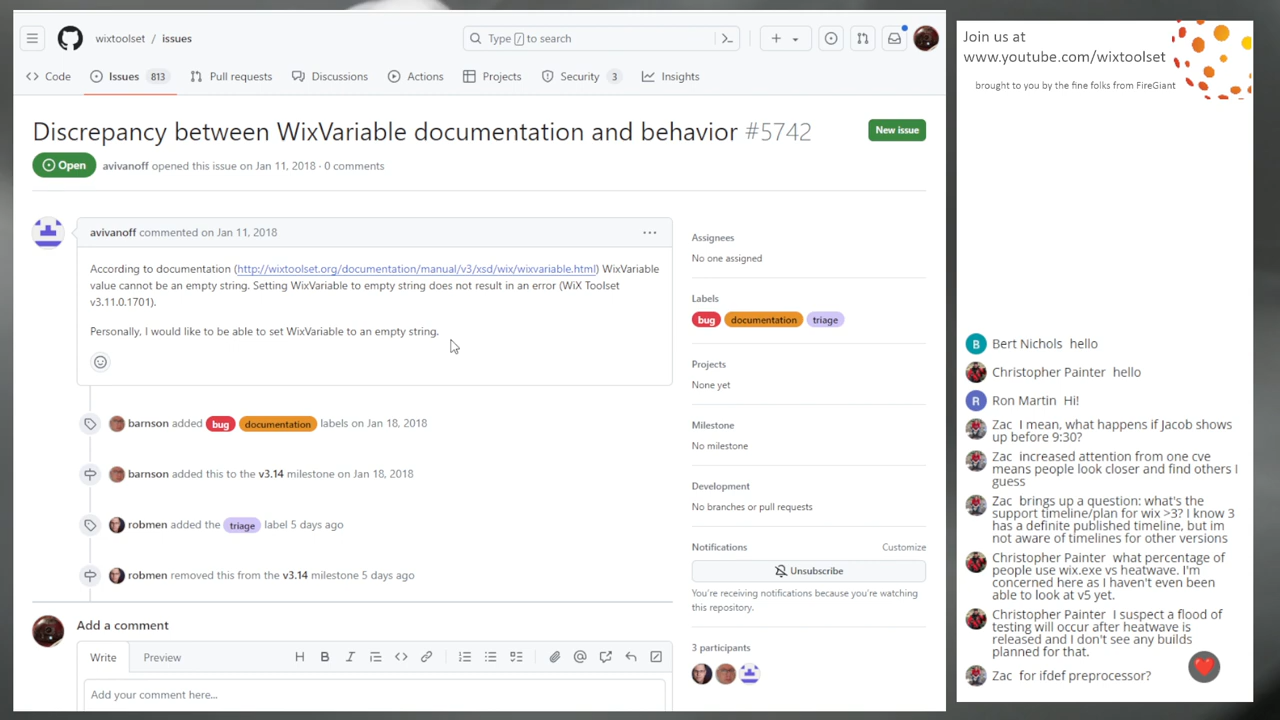 wixtoolset / issues
Type / to search
Code
Issues 813
Pull requests
Discussions
Actions
Projects
Security 3
Insights
Discrepancy between WixVariable documentation and behavior #5742
New issue
Open
avivanoff opened this issue on Jan 11, 2018 · 0 comments
avivanoff commented on Jan 11, 2018
According to documentation (http://wixtoolset.org/documentation/manual/v3/xsd/wix/wixvariable.html) WixVariable
value cannot be an empty string. Setting WixVariable to empty string does not result in an error (WiX Toolset
v3.11.0.1701).
Personally, I would like to be able to set WixVariable to an empty string.
barnson added bug documentation labels on Jan 18, 2018
barnson added this to the v3.14 milestone on Jan 18, 2018
robmen added the triage label 5 days ago
robmen removed this from the v3.14 milestone 5 days ago
Add a comment
Write
Preview
Add your comment here...
Assignees
No one assigned
Labels
bug documentation triage
Projects
None yet
Milestone
No milestone
Development
No branches or pull requests
Notifications
Customize
Unsubscribe
You're receiving notifications because you're watching
this repository.
3 participants
Join us at
www.youtube.com/wixtoolset
brought to you by the fine folks from FireGiant
B Bert Nichols hello
Christopher Painter hello
R Ron Martin Hi!
Zac I mean, what happens if Jacob shows
up before 9:30?
Zac increased attention from one cve
means people look closer and find others I
guess
Zac brings up a question: what's the
support timeline/plan for wix >3? I know 3
has a definite published timeline, but im
not aware of timelines for other versions
Christopher Painter what percentage of
people use wix.exe vs heatwave. I'm
concerned here as I haven't even been
able to look at v5 yet.
Christopher Painter I suspect a flood of
testing will occur after heatwave is
released and I don't see any builds
planned for that.
Zac for ifdef preprocessor?